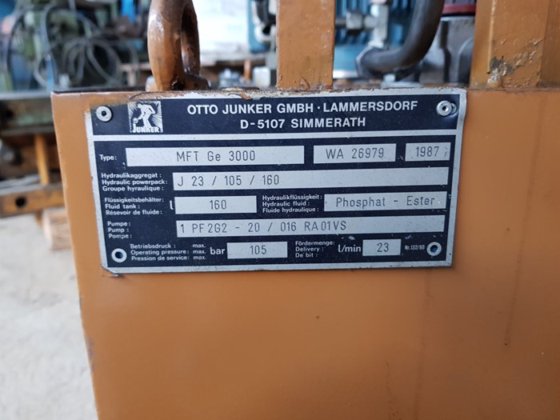 OTTO JUNKER GMBH · LAMMERSDORF
D-5107 SIMMERATH
JUNKER
Type: MFT Ge 3000 WA 26979 1987
Hydraulikaggregat:
Hydraulic powerpack: J 23 / 105 / 160
Groupe hyraulique:
Flüssigkeitsbehälter: Hydraulikflüssigkeit:
Fluid tank: l 160 Hydraulic fluid: Phosphat - Ester
Résevoir de fluide: Fluide hydraulique:
Pumpe:
Pump: 1 PF2G2 - 20 / 016 RA01VS
Pompe:
Betriebsdruck: max. Fördermenge:
Operating pressure: max. bar 105 Delivery: l/min 23
Pression de service: max. De bit: